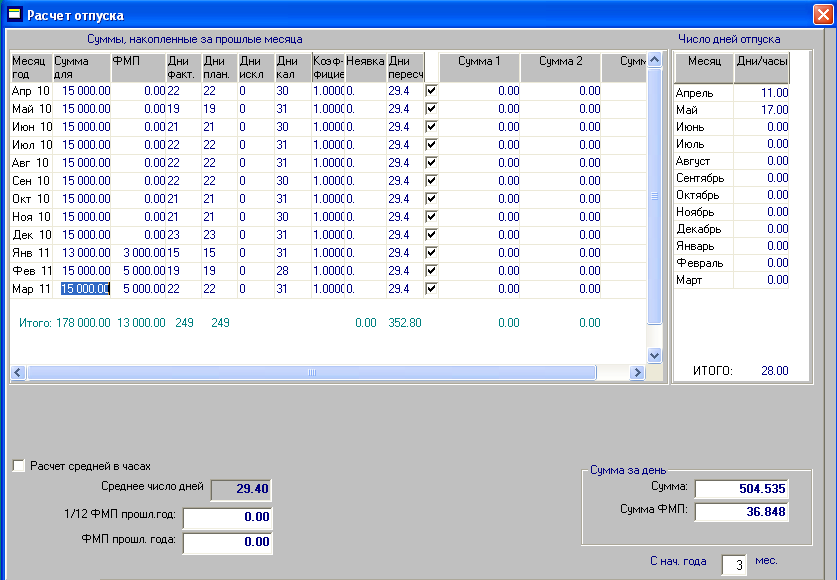 Расчет отпуска
Суммы, накопленные за прошлые месяца
Число дней отпуска
Месяц год Сумма для ФМП Дни факт. Дни план. Дни искл Дни кал Коэф- фицие Неявка Дни пересч Сумма 1 Сумма 2 Сумм
Апр 10 15 000.00 0.00 22 22 0 30 1.0000 0. 29.4 0.00 0.00
Май 10 15 000.00 0.00 19 19 0 31 1.0000 0. 29.4 0.00 0.00
Июн 10 15 000.00 0.00 21 21 0 30 1.0000 0. 29.4 0.00 0.00
Июл 10 15 000.00 0.00 22 22 0 31 1.0000 0. 29.4 0.00 0.00
Авг 10 15 000.00 0.00 22 22 0 31 1.0000 0. 29.4 0.00 0.00
Сен 10 15 000.00 0.00 22 22 0 30 1.0000 0. 29.4 0.00 0.00
Окт 10 15 000.00 0.00 21 21 0 31 1.0000 0. 29.4 0.00 0.00
Ноя 10 15 000.00 0.00 21 21 0 30 1.0000 0. 29.4 0.00 0.00
Дек 10 15 000.00 0.00 23 23 0 31 1.0000 0. 29.4 0.00 0.00
Янв 11 13 000.00 3 000.00 15 15 0 31 1.0000 0. 29.4 0.00 0.00
Фев 11 15 000.00 5 000.00 19 19 0 28 1.0000 0. 29.4 0.00 0.00
Мар 11 15 000.00 5 000.00 22 22 0 31 1.0000 0. 29.4 0.00 0.00
Итого: 178 000.00 13 000.00 249 249 0.00 352.80 0.00 0.00
Месяц Дни/часы
Апрель 11.00
Май 17.00
Июнь 0.00
Июль 0.00
Август 0.00
Сентябрь 0.00
Октябрь 0.00
Ноябрь 0.00
Декабрь 0.00
Январь 0.00
Февраль 0.00
Март 0.00
ИТОГО: 28.00
Расчет средней в часах
Среднее число дней 29.40
1/12 ФМП прошл.год: 0.00
ФМП прошл. года: 0.00
Сумма за день
Сумма: 504.535
Сумма ФМП: 36.848
С нач. года 3 мес.